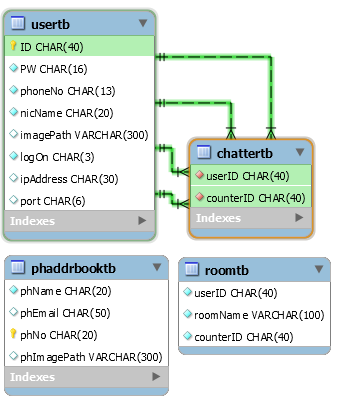 usertb
ID CHAR(40)
PW CHAR(16)
phoneNo CHAR(13)
nicName CHAR(20)
imagePath VARCHAR(300)
logOn CHAR(3)
ipAddress CHAR(30)
port CHAR(6)
Indexes
chattertb
userID CHAR(40)
counterID CHAR(40)
Indexes
phaddrbooktb
phName CHAR(20)
phEmail CHAR(50)
phNo CHAR(20)
phImagePath VARCHAR(300)
Indexes
roomtb
userID CHAR(40)
roomName VARCHAR(100)
counterID CHAR(40)